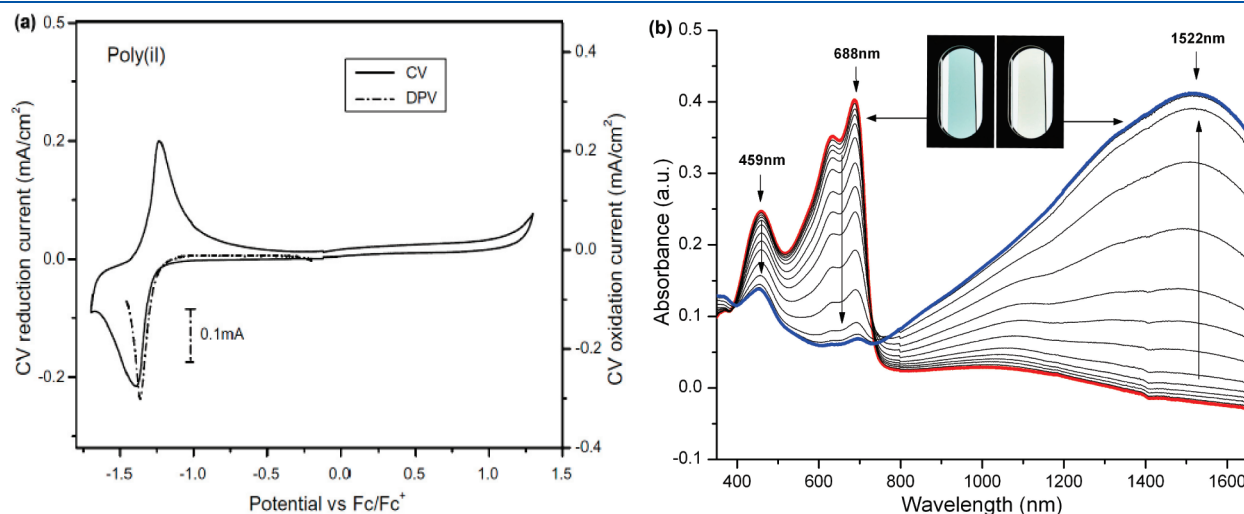 (a)
Poly(iI)
CV
DPV
0.1mA
0.5
0.2
0.0
-0.2
CV reduction current (mA/cm²)
0.4
0.2
0.0
-0.2
-0.4
CV oxidation current (mA/cm²)
-1.5 -1.0 -0.5 0.0 0.5 1.0 1.5
Potential vs Fc/Fc⁺
(b)
459nm
688nm
1522nm
0.5
0.4
0.3
0.2
0.1
0.0
-0.1
Absorbance (a.u.)
400 600 800 1000 1200 1400 1600
Wavelength (nm)